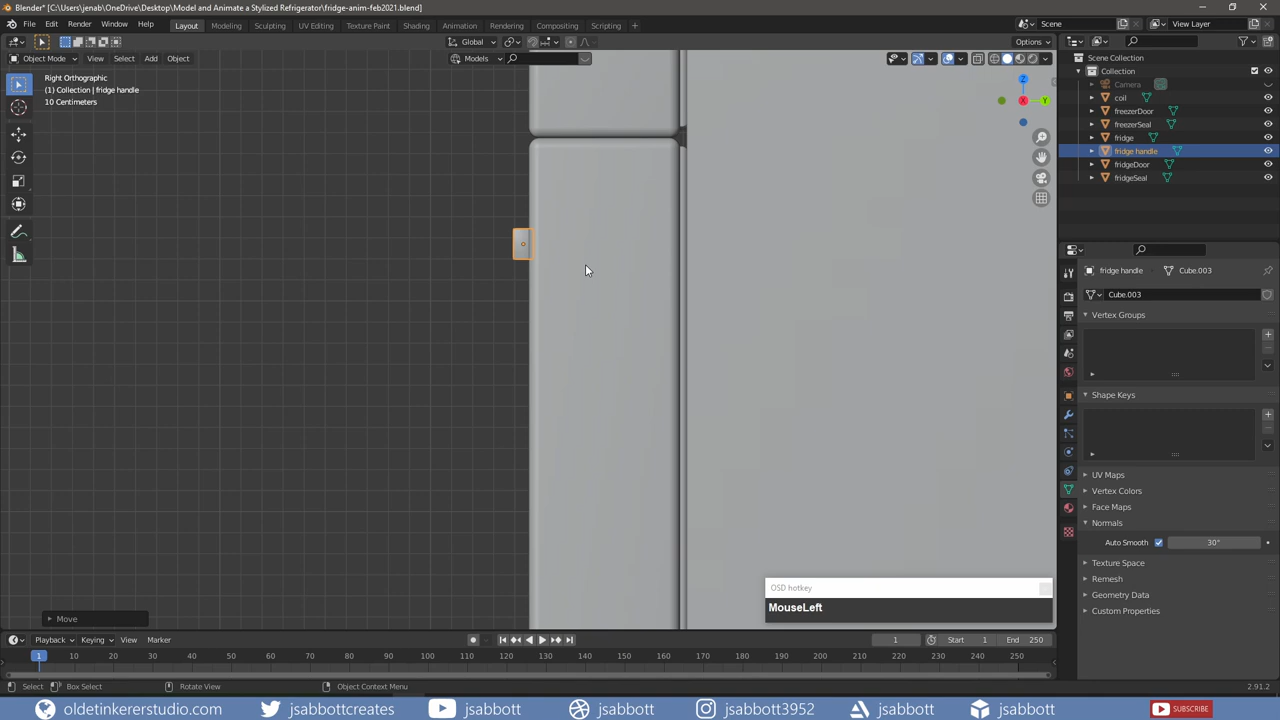 Blender* [C:\Users\jenab\OneDrive\Desktop\Model and Animate a Stylized Refrigerator\fridge-anim-feb2021.blend]
File Edit Render Window Help Layout Modeling Sculpting UV Editing Texture Paint Shading Animation Rendering Compositing Scripting Scene View Layer
Global Options
Object Mode View Select Add Object Models
Right Orthographic
(1) Collection | fridge handle
10 Centimeters
Z
X
Y
Scene Collection
Collection
Camera
coil
freezerDoor
freezerSeal
fridge
fridge handle
fridgeDoor
fridgeSeal
fridge handle Cube.003
Cube.003
Vertex Groups
Shape Keys
UV Maps
Vertex Colors
Face Maps
Normals
Auto Smooth 30°
Texture Space
Remesh
Geometry Data
Custom Properties
OSD hotkey
MouseLeft
Move
Playback Keying View Marker 1 Start 1 End 250
1 10 20 30 40 50 60 70 80 90 100 110 120 130 140 150 160 170 180 190 200 210 220 230 240 250
Select Box Select Rotate View Object Context Menu 2.91.2
oldetinkererstudio.com jsabbottcreates jsabbott jsabbott jsabbott3952 jsabbott jsabbott SUBSCRIBE